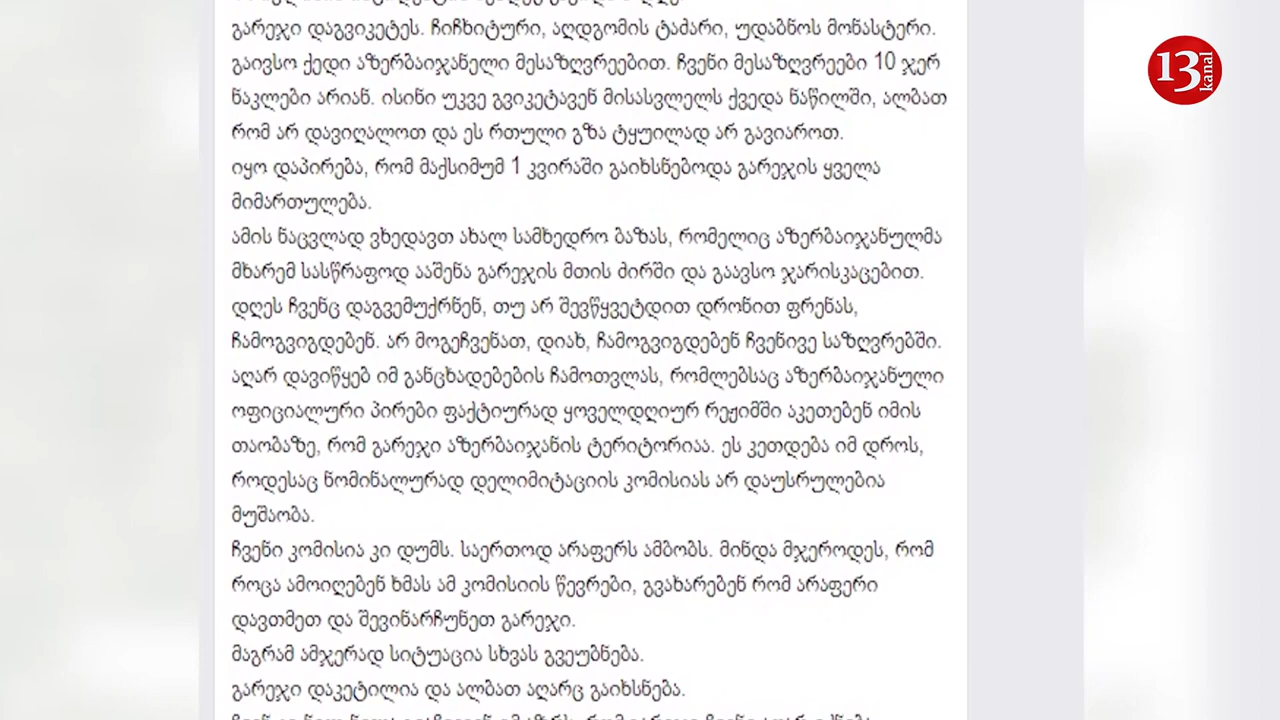 გარეჯი დაგვიკეტეს. ჩიჩხიტური, აღდგომის ტაძარი, უდაბნოს მონასტერი.
გაივსო ქედი აზერბაიჯანელი მესაზღვრეებით. ჩვენი მესაზღვრეები 10 ჯერ
ნაკლები არიან. ისინი უკვე გვიკეტავენ მისასვლელს ქვედა ნაწილში, ალბათ
რომ არ დავიღალოთ და ეს რთული გზა ტყუილად არ გავიაროთ.
იყო დაპირება, რომ მაქსიმუმ 1 კვირაში გაიხსნებოდა გარეჯის ყველა
მიმართულება.
ამის ნაცვლად ვხედავთ ახალ სამხედრო ბაზას, რომელიც აზერბაიჯანულმა
მხარემ სასწრაფოდ ააშენა გარეჯის მთის ძირში და გაავსო ჯარისკაცებით.
დღეს ჩვენც დაგვემუქრნენ, თუ არ შევწყვეტდით დრონით ფრენას,
ჩამოგვიგდებენ. არ მოგეჩვენათ, დიახ, ჩამოგვიგდებენ ჩვენივე საზღვრებში.
აღარ დავიწყებ იმ განცხადებების ჩამოთვლას, რომლებსაც აზერბაიჯანული
ოფიციალური პირები ფაქტიურად ყოველდღიურ რეჟიმში აკეთებენ იმის
თაობაზე, რომ გარეჯი აზერბაიჯანის ტერიტორიაა. ეს კეთდება იმ დროს,
როდესაც ნომინალურად დელიმიტაციის კომისიას არ დაუსრულებია
მუშაობა.
ჩვენი კომისია კი დუმს. საერთოდ არაფერს ამბობს. მინდა მჯეროდეს, რომ
როცა ამოიღებენ ხმას ამ კომისიის წევრები, გვახარებენ რომ არაფერი
დავთმეთ და შევინარჩუნეთ გარეჯი.
მაგრამ ამჯერად სიტუაცია სხვას გვეუბნება.
გარეჯი დაკეტილია და ალბათ აღარც გაიხსნება.
13 kanal